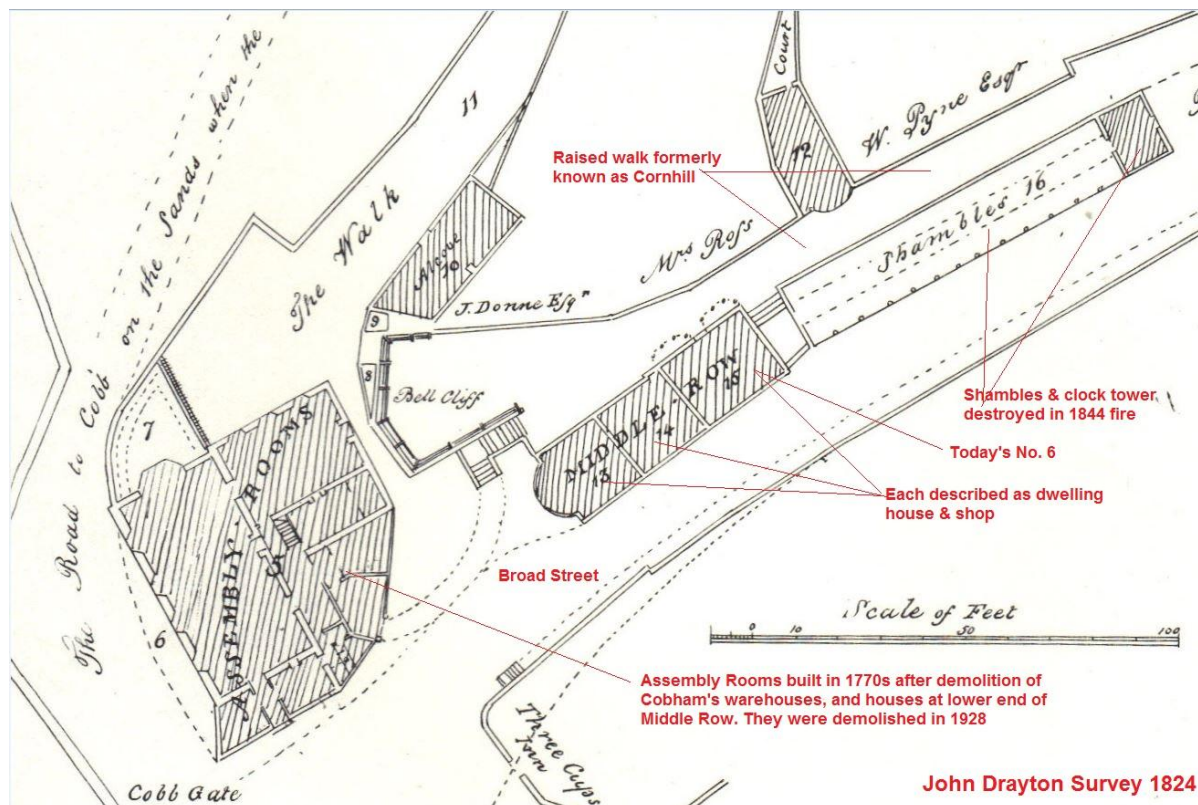 The Road to Cobb on the Sands when the
The Walk
11
Court
12
W. Pyne Esqr
Raised walk formerly
known as Cornhill
Shambles 16
Mrs Ross
Alcove
10
J. Donne Esqr
9
8
Bell Cliff
7
MIDDLE-ROW
13
14
15
Shambles & clock tower
destroyed in 1844 fire
Today's No. 6
Each described as dwelling
house & shop
ASSEMBLY ROOMS
5
6
Broad Street
Scale of Feet
0 10 50 100
Assembly Rooms built in 1770s after demolition of
Cobham's warehouses, and houses at lower end of
Middle Row. They were demolished in 1928
Three Cups
Inn
Cobb Gate
John Drayton Survey 1824